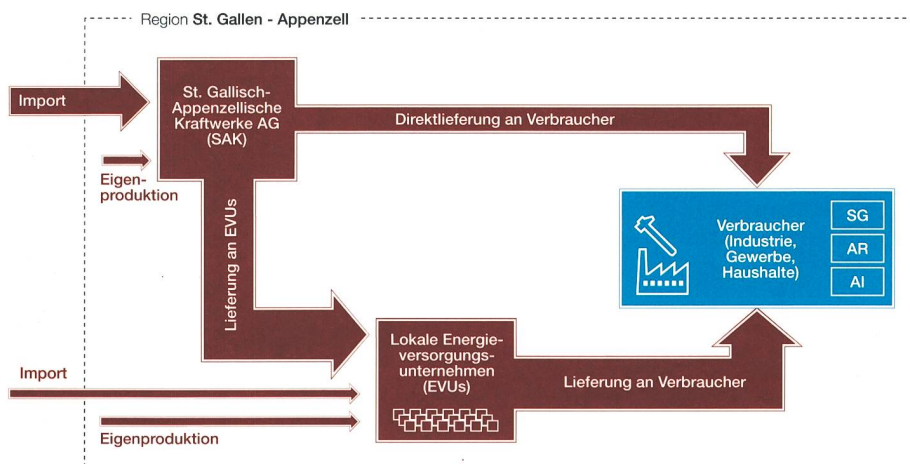 Region St. Gallen - Appenzell
Import
St. Gallisch-
Appenzellische
Kraftwerke AG
(SAK)
Direktlieferung an Verbraucher
Eigen-
produktion
Lieferung an EVUs
Verbraucher
(Industrie,
Gewerbe,
Haushalte)
SG
AR
AI
Lokale Energie-
versorgungs-
unternehmen
(EVUs)
Import
Lieferung an Verbraucher
Eigenproduktion